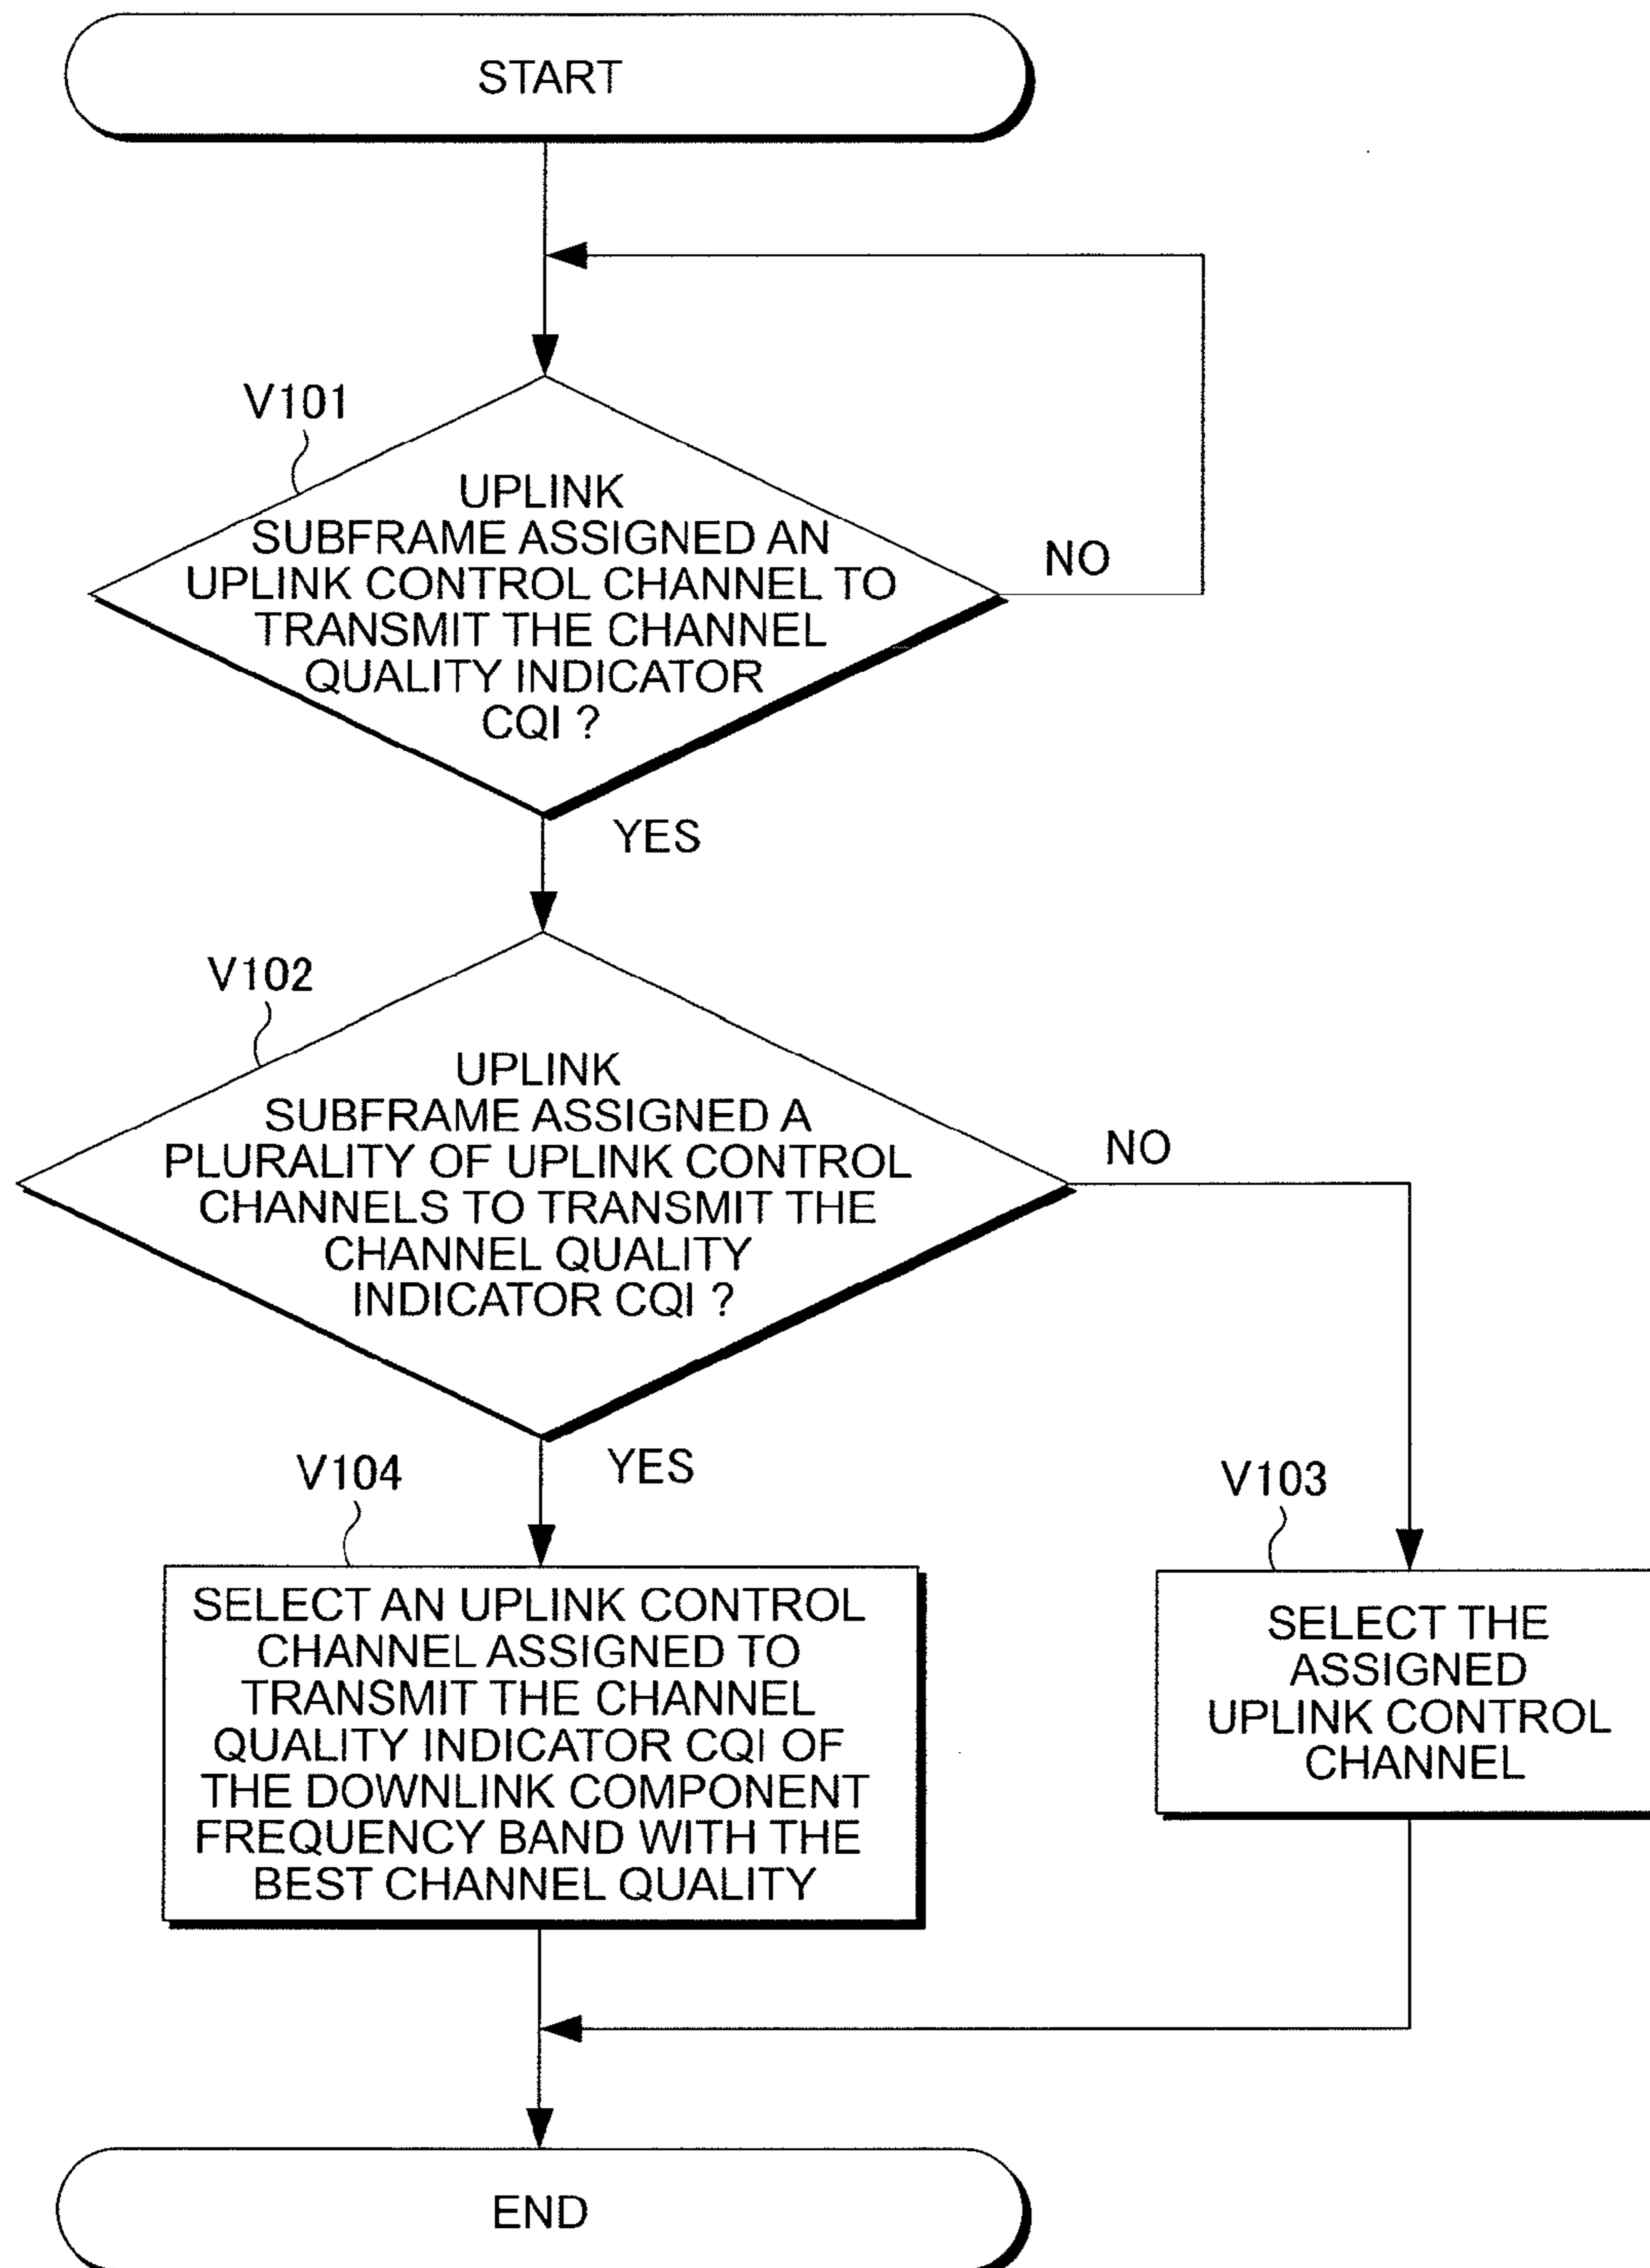 START
V101
UPLINK
SUBFRAME ASSIGNED AN
UPLINK CONTROL CHANNEL TO
TRANSMIT THE CHANNEL
QUALITY INDICATOR
CQI ?
NO
YES
V102
UPLINK
SUBFRAME ASSIGNED A
PLURALITY OF UPLINK CONTROL
CHANNELS TO TRANSMIT THE
CHANNEL QUALITY
INDICATOR CQI ?
NO
YES
V104
SELECT AN UPLINK CONTROL
CHANNEL ASSIGNED TO
TRANSMIT THE CHANNEL
QUALITY INDICATOR CQI OF
THE DOWNLINK COMPONENT
FREQUENCY BAND WITH THE
BEST CHANNEL QUALITY
V103
SELECT THE
ASSIGNED
UPLINK CONTROL
CHANNEL
END